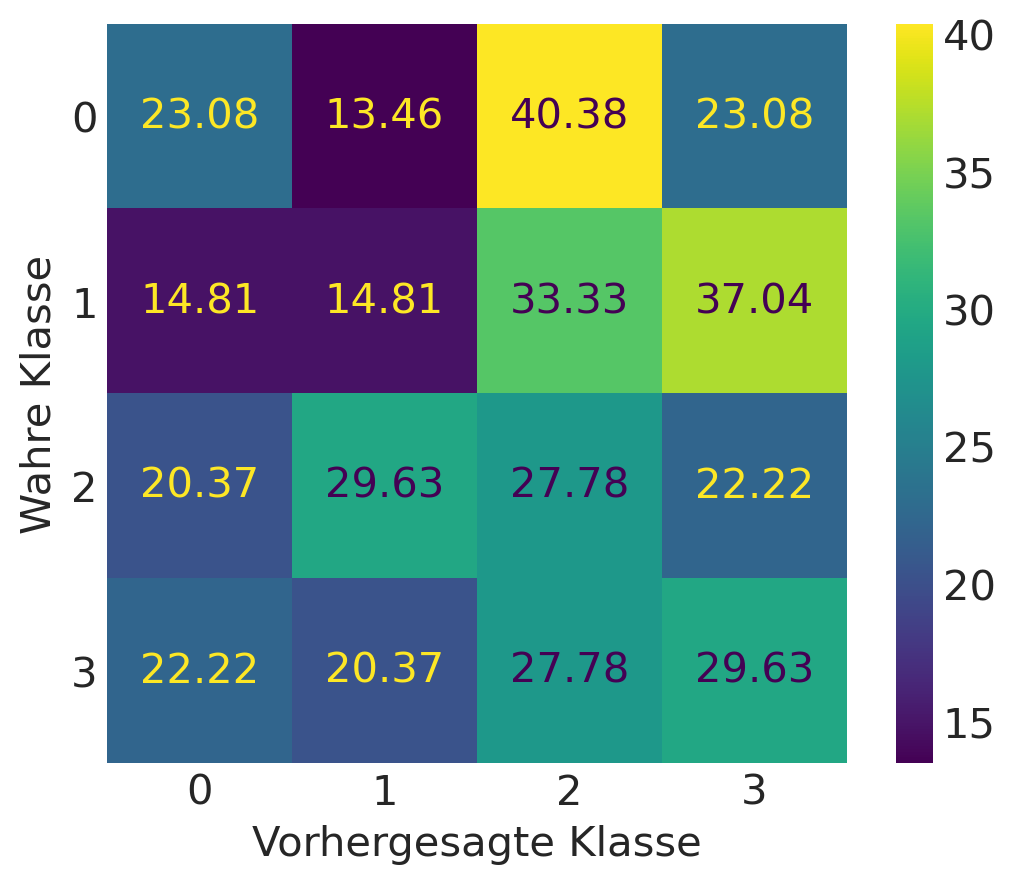 0 23.08 13.46 40.38 23.08
1 14.81 14.81 33.33 37.04
2 20.37 29.63 27.78 22.22
3 22.22 20.37 27.78 29.63
0 1 2 3
Vorhergesagte Klasse
Wahre Klasse
40
35
30
25
20
15